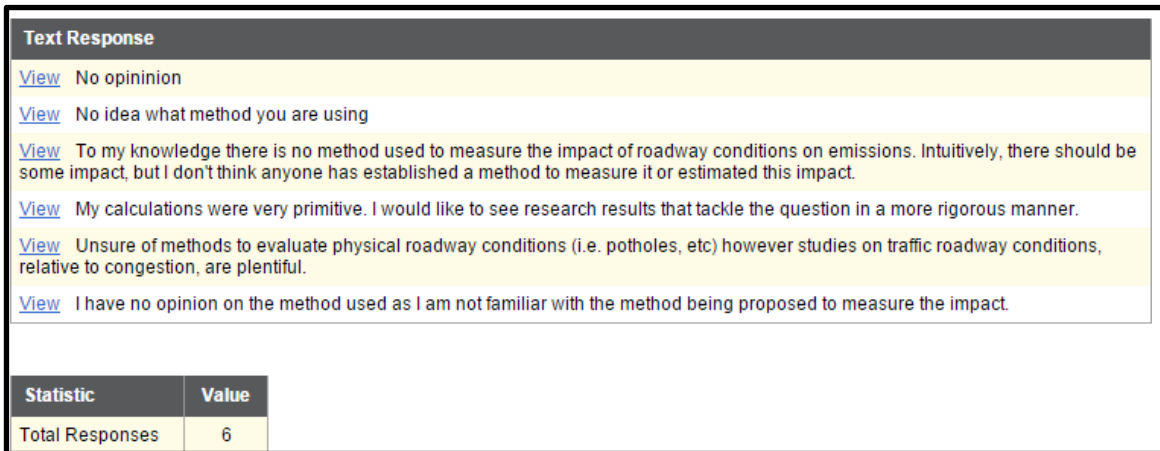 Text Response
View No opininion
View No idea what method you are using
View To my knowledge there is no method used to measure the impact of roadway conditions on emissions. Intuitively, there should be
some impact, but I don't think anyone has established a method to measure it or estimated this impact.
View My calculations were very primitive. I would like to see research results that tackle the question in a more rigorous manner.
View Unsure of methods to evaluate physical roadway conditions (i.e. potholes, etc) however studies on traffic roadway conditions,
relative to congestion, are plentiful.
View I have no opinion on the method used as I am not familiar with the method being proposed to measure the impact.
Statistic Value
Total Responses 6